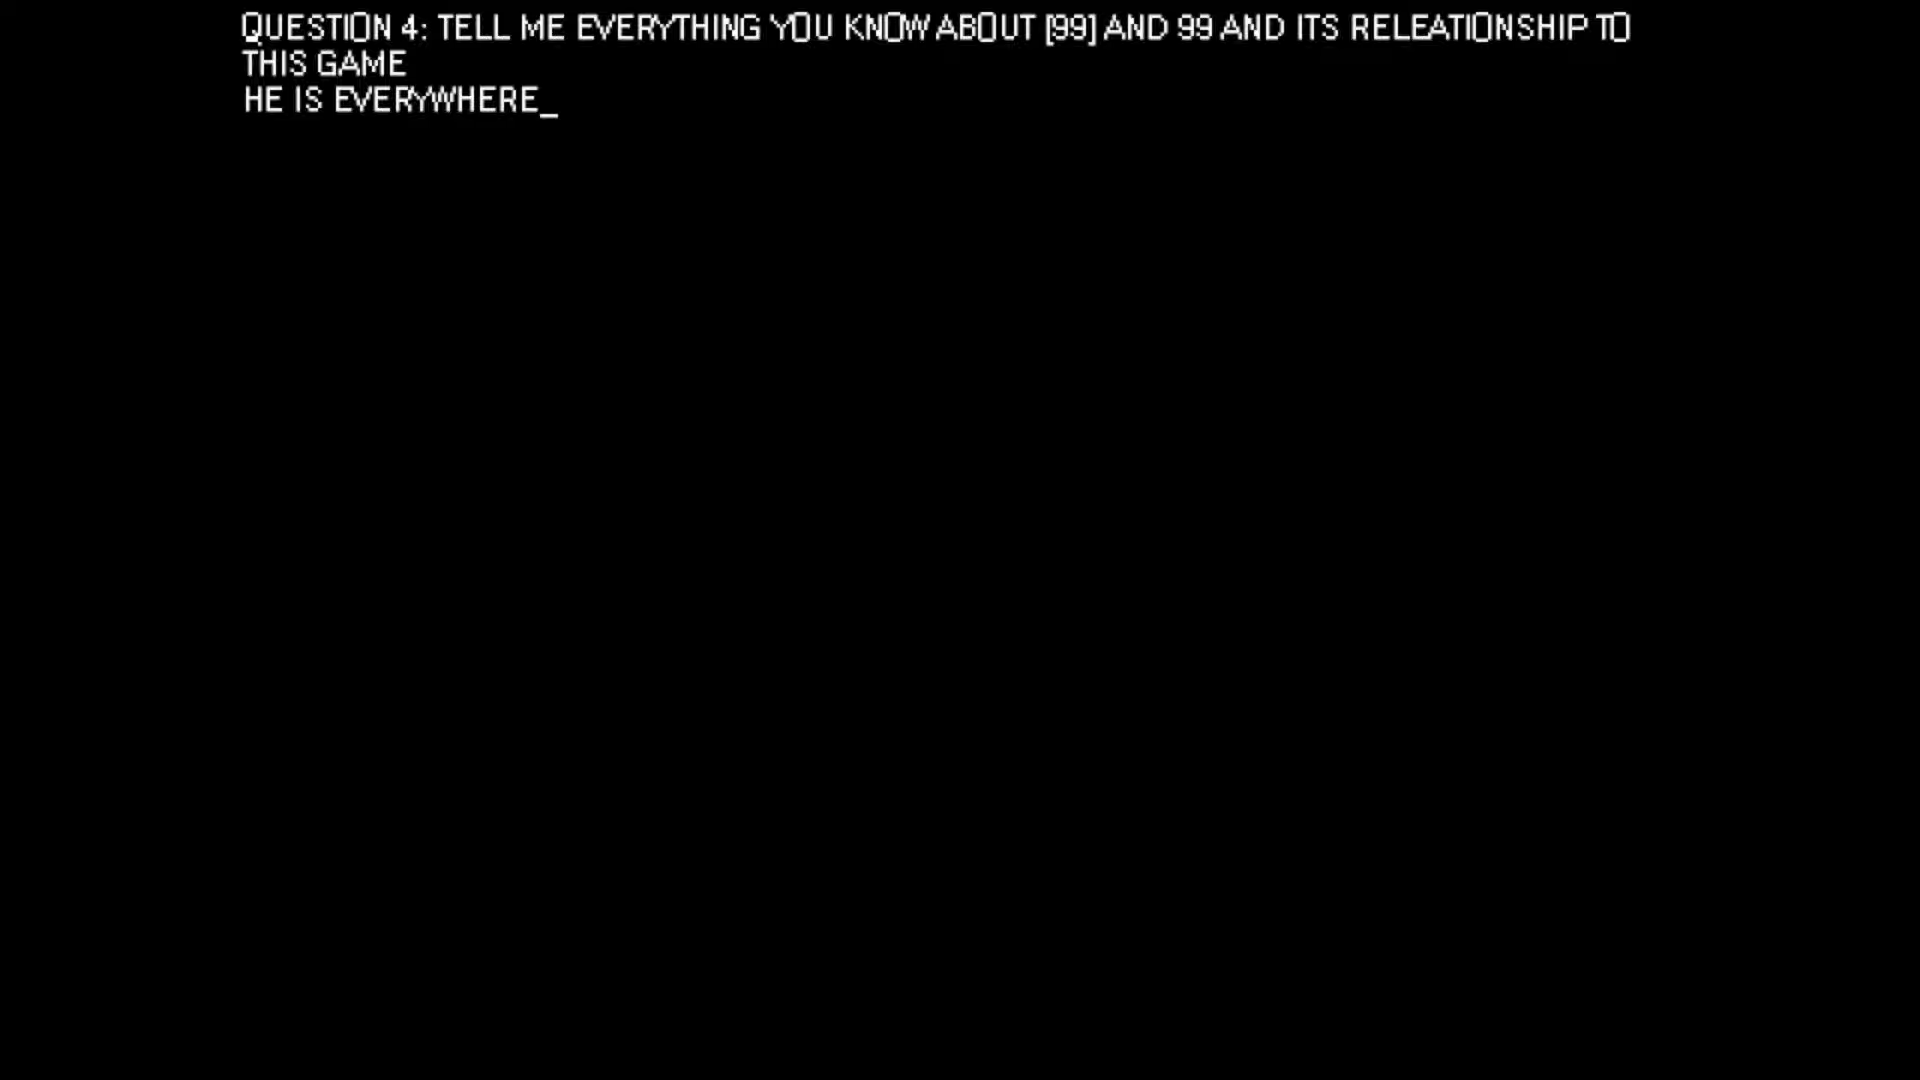 QUESTION 4: TELL ME EVERYTHING YOU KNOW ABOUT [99] AND 99 AND ITS RELEATIONSHIP TO
THIS GAME
HE IS EVERYWHERE_